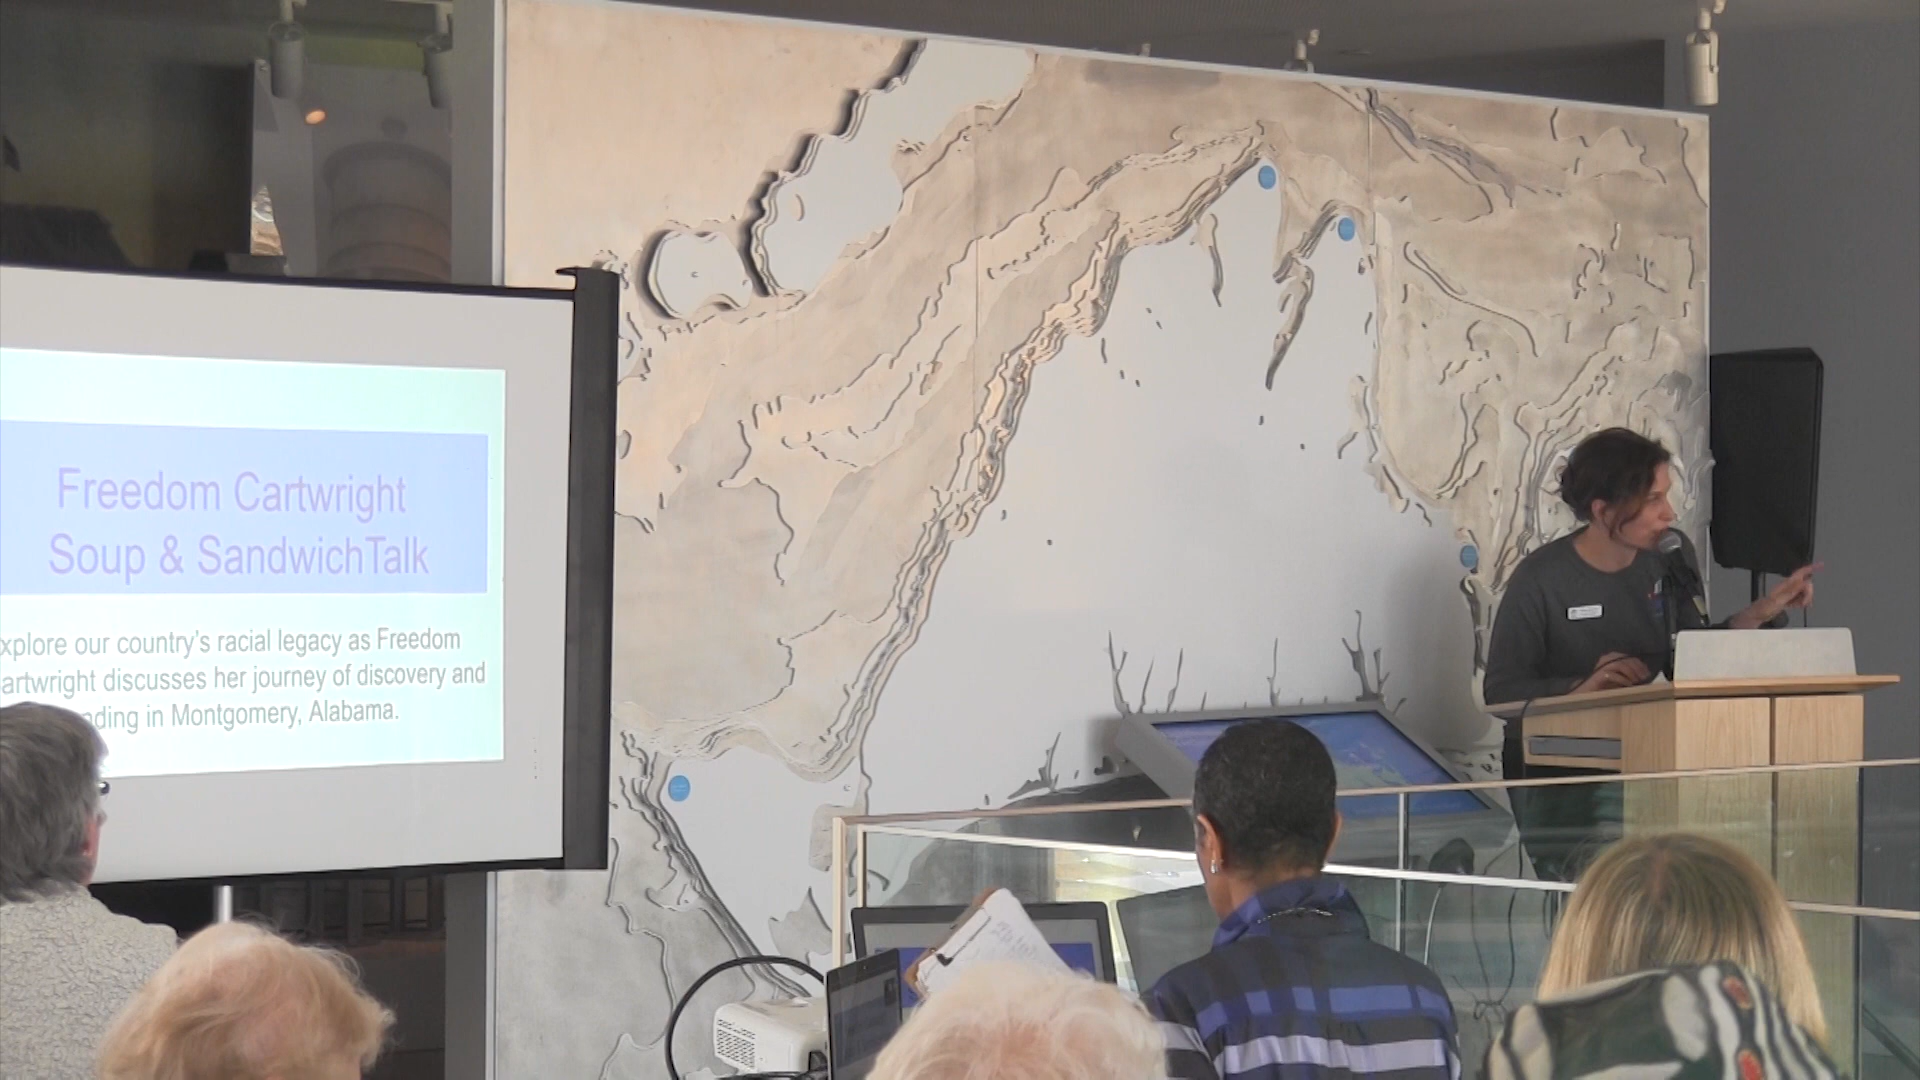 Freedom Cartwright
Soup & SandwichTalk
xplore our country's racial legacy as Freedom
artwright discusses her journey of discovery and
nding in Montgomery, Alabama.